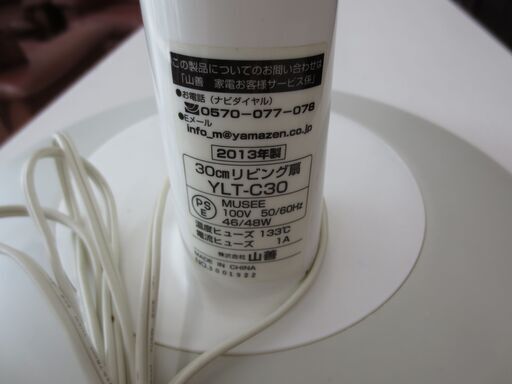 この製品についてのお問い合わせは
「山善 家電お客様サービス係」
●お電話（ナビダイヤル）
0570-077-078
●Eメール
info_m@yamazen.co.jp
2013年製
30cmリビング扇
YLT-C30
PSE
MUSEE
100V 50/60Hz
46/48W
温度ヒューズ 133℃
電流ヒューズ 1A
株式会社 山善
MADE IN CHINA
NO.3001922